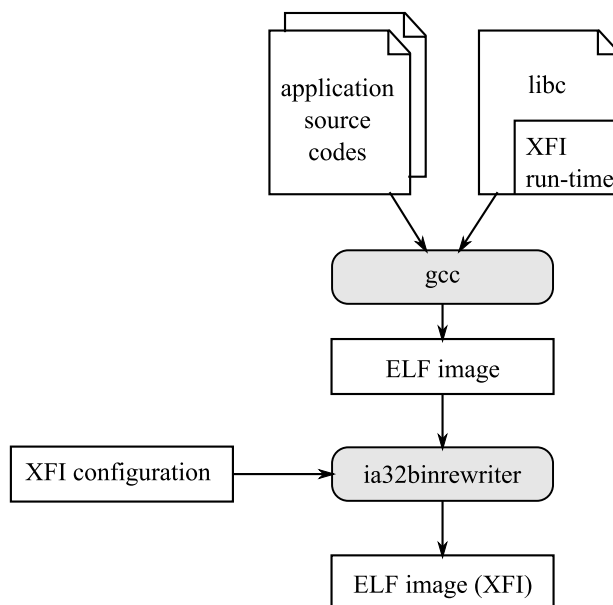 application
source
codes
libc
XFI
run-time
gcc
ELF image
XFI configuration
ia32binrewriter
ELF image (XFI)